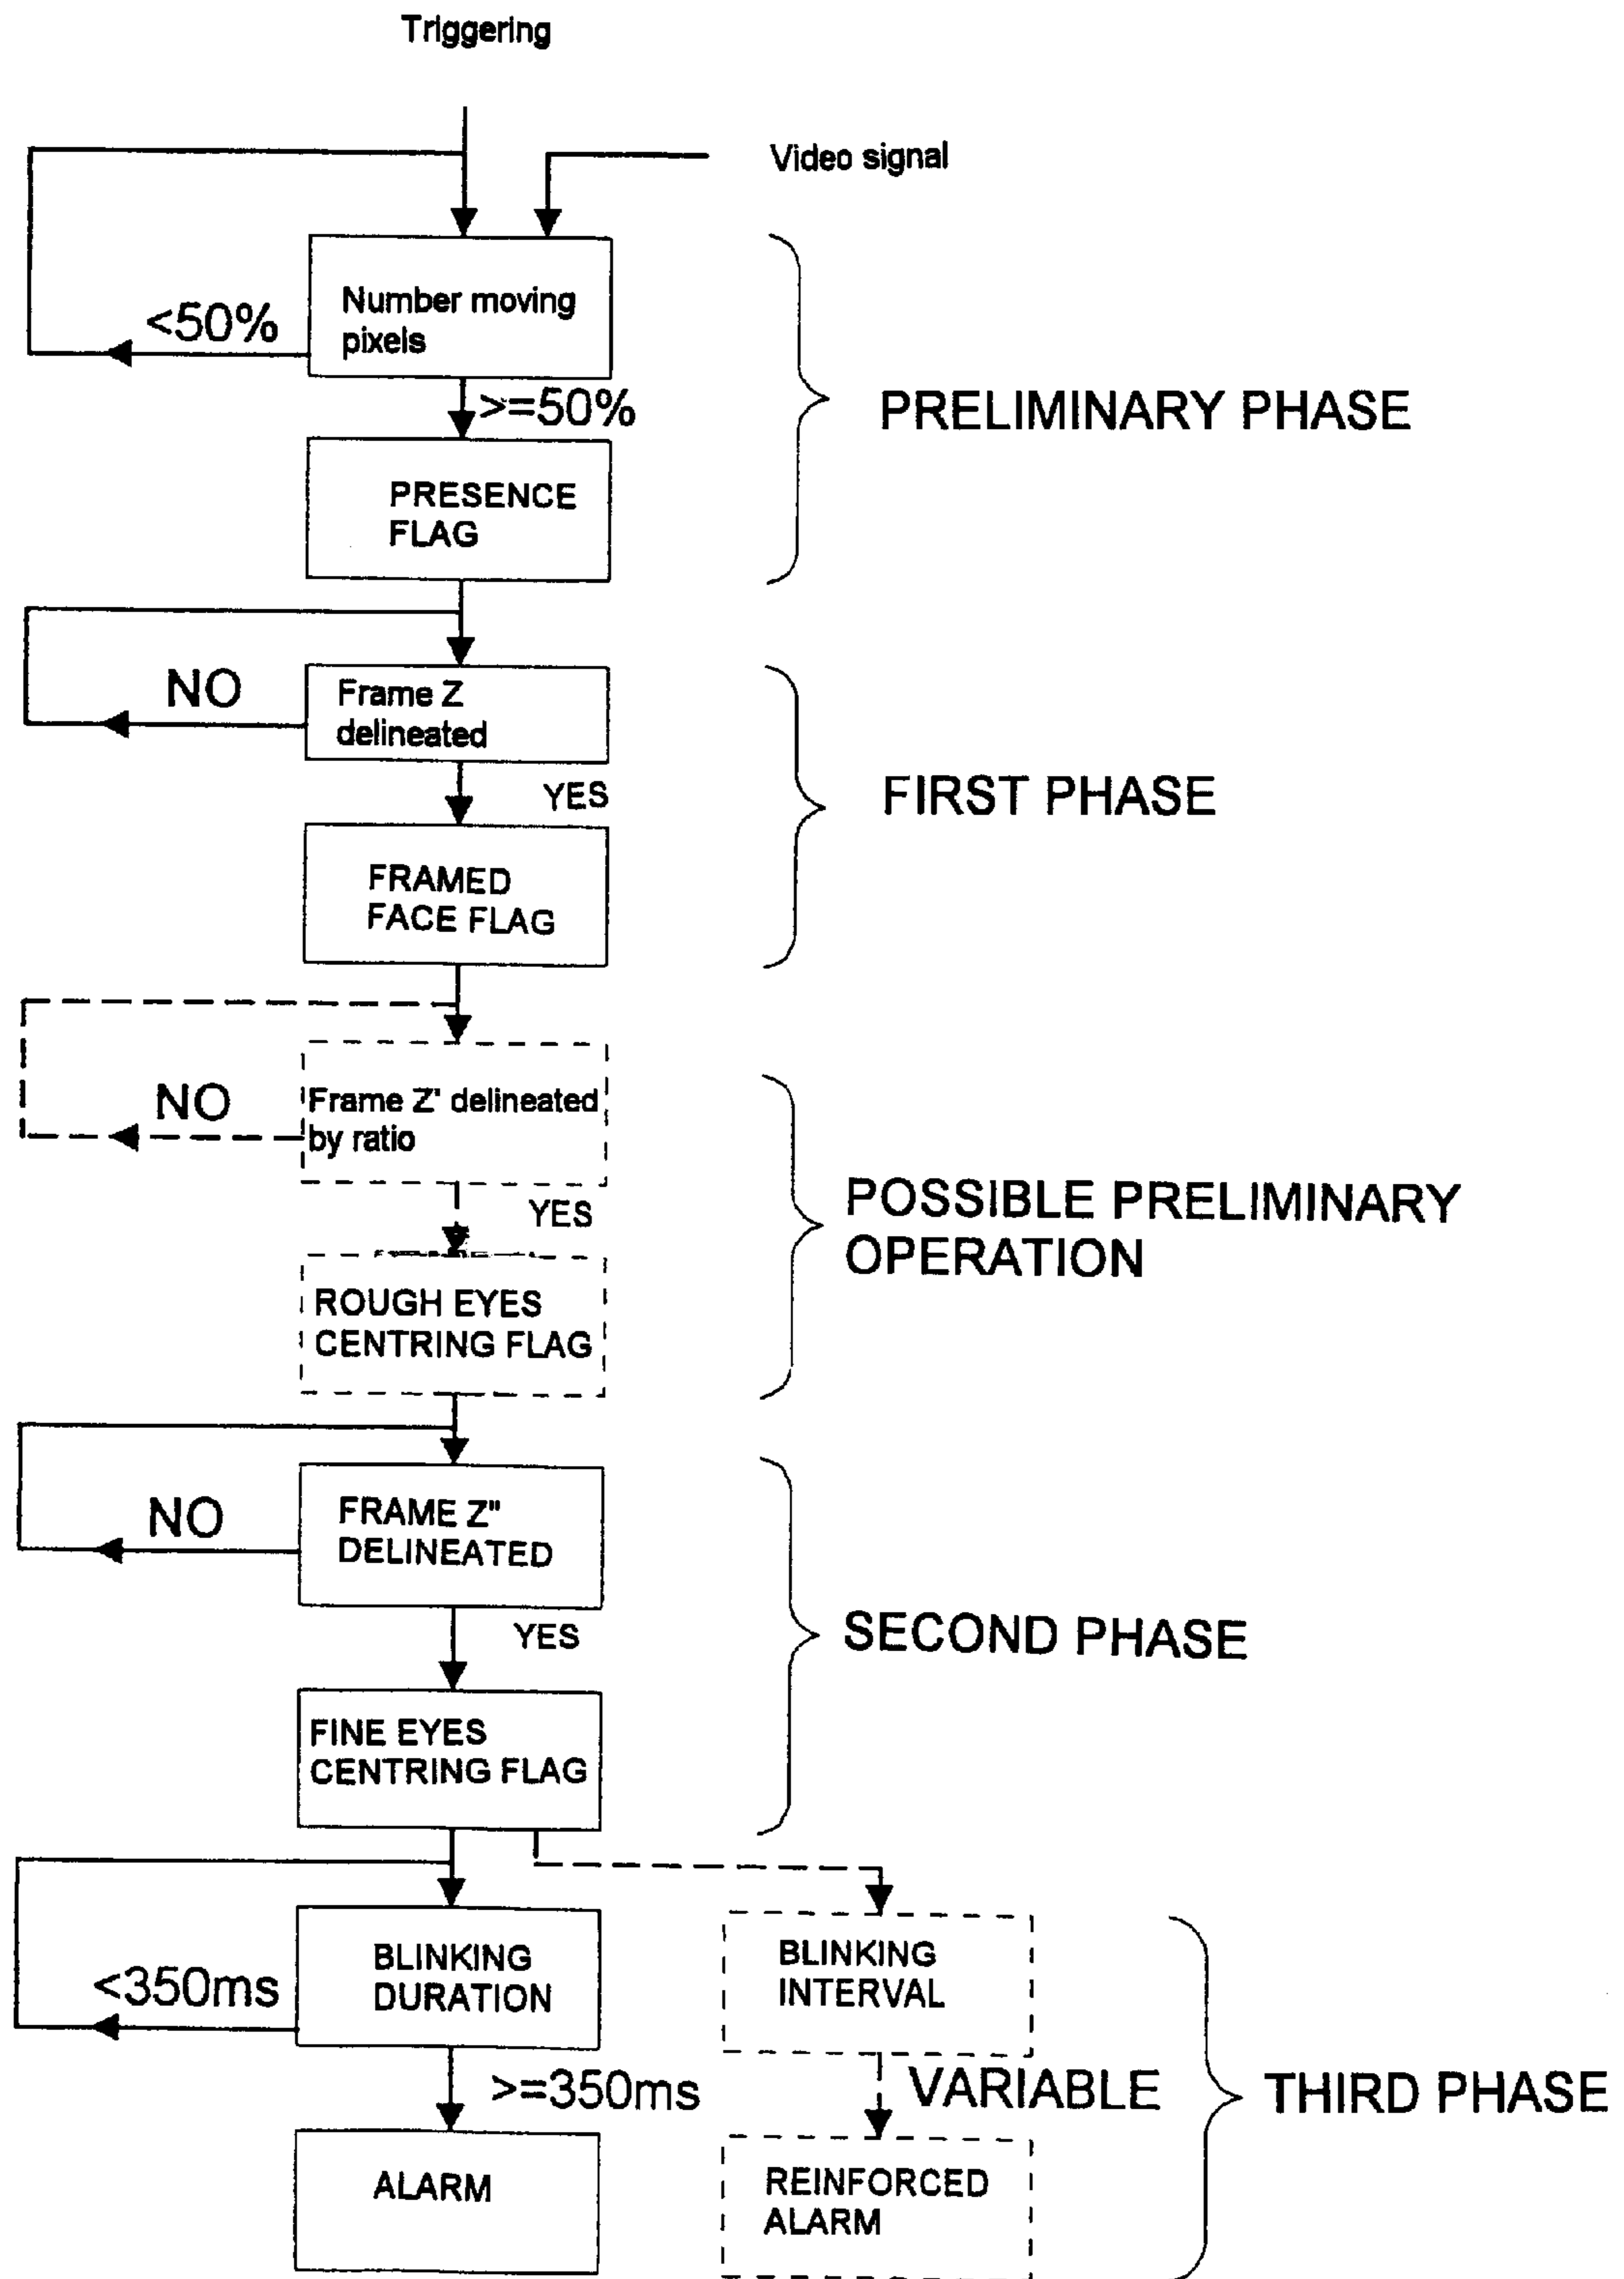 Triggering
Video signal
Number moving
pixels
<50%
>=50%
PRELIMINARY PHASE
PRESENCE
FLAG
NO
Frame Z
delineated
YES
FIRST PHASE
FRAMED
FACE FLAG
NO
Frame Z' delineated
by ratio
YES
POSSIBLE PRELIMINARY
OPERATION
ROUGH EYES
CENTRING FLAG
NO
FRAME Z"
DELINEATED
YES
SECOND PHASE
FINE EYES
CENTRING FLAG
<350ms
BLINKING
DURATION
BLINKING
INTERVAL
>=350ms
VARIABLE
THIRD PHASE
ALARM
REINFORCED
ALARM